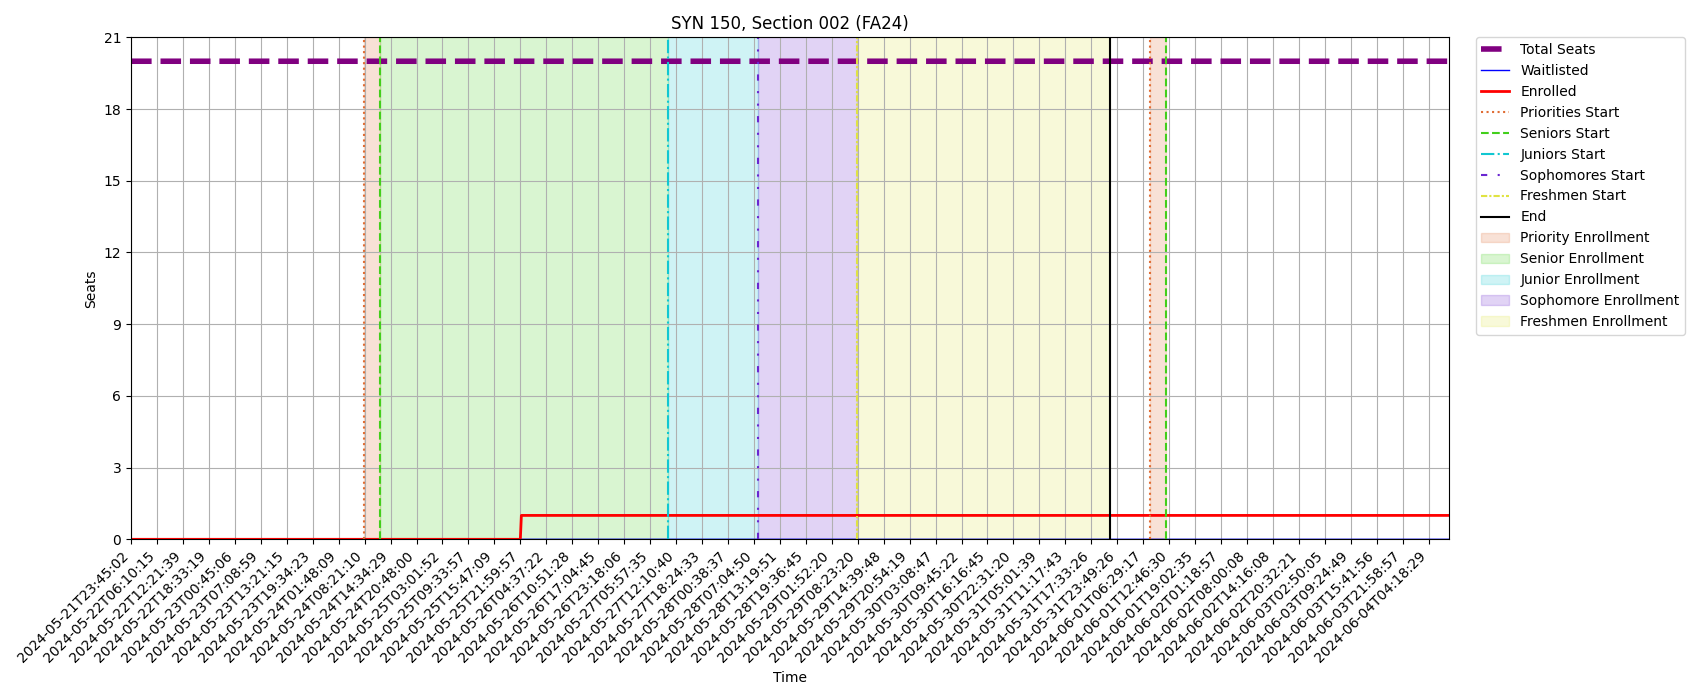 SYN 150, Section 002 (FA24)
21
18
15
12
9
6
3
0
Seats
2024-05-21T23:45:02
2024-05-22T06:10:15
2024-05-22T12:21:39
2024-05-22T18:33:19
2024-05-23T00:45:06
2024-05-23T07:08:59
2024-05-23T13:21:15
2024-05-23T19:34:23
2024-05-24T01:48:09
2024-05-24T08:21:10
2024-05-24T14:34:29
2024-05-24T20:48:00
2024-05-25T03:01:52
2024-05-25T09:33:57
2024-05-25T15:47:09
2024-05-25T21:59:57
2024-05-26T04:37:22
2024-05-26T10:51:28
2024-05-26T17:04:45
2024-05-26T23:18:06
2024-05-27T05:57:35
2024-05-27T12:10:40
2024-05-27T18:24:33
2024-05-28T00:38:37
2024-05-28T07:04:50
2024-05-28T13:19:51
2024-05-28T19:36:45
2024-05-29T01:52:20
2024-05-29T08:23:20
2024-05-29T14:39:48
2024-05-29T20:54:19
2024-05-30T03:08:47
2024-05-30T09:45:22
2024-05-30T16:16:45
2024-05-30T22:31:20
2024-05-31T05:01:39
2024-05-31T11:17:43
2024-05-31T17:33:26
2024-05-31T23:49:26
2024-06-01T06:29:17
2024-06-01T12:46:30
2024-06-01T19:02:35
2024-06-02T01:18:57
2024-06-02T08:00:08
2024-06-02T14:16:08
2024-06-02T20:32:21
2024-06-03T02:50:05
2024-06-03T09:24:49
2024-06-03T15:41:56
2024-06-03T21:58:57
2024-06-04T04:18:29
Time
Total Seats
Waitlisted
Enrolled
Priorities Start
Seniors Start
Juniors Start
Sophomores Start
Freshmen Start
End
Priority Enrollment
Senior Enrollment
Junior Enrollment
Sophomore Enrollment
Freshmen Enrollment